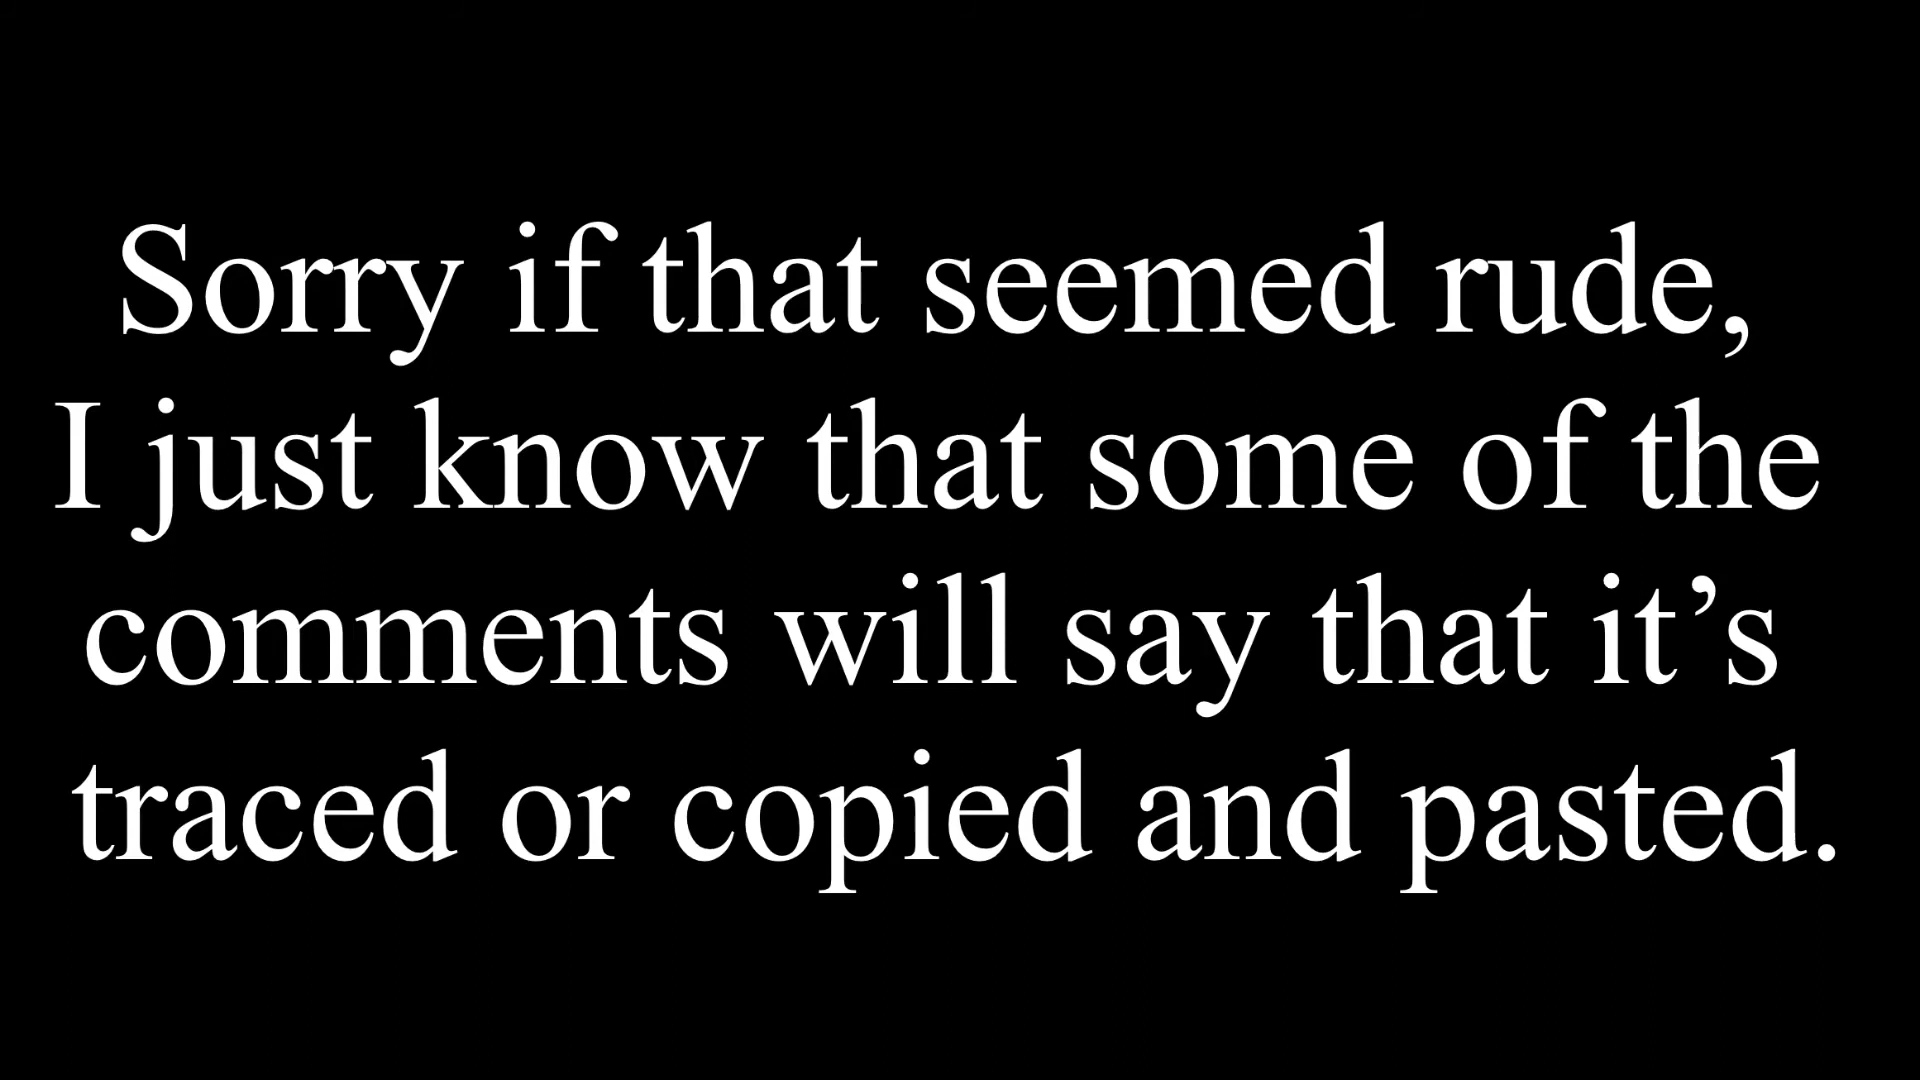 Sorry if that seemed rude,
I just know that some of the
comments will say that it’s
traced or copied and pasted.